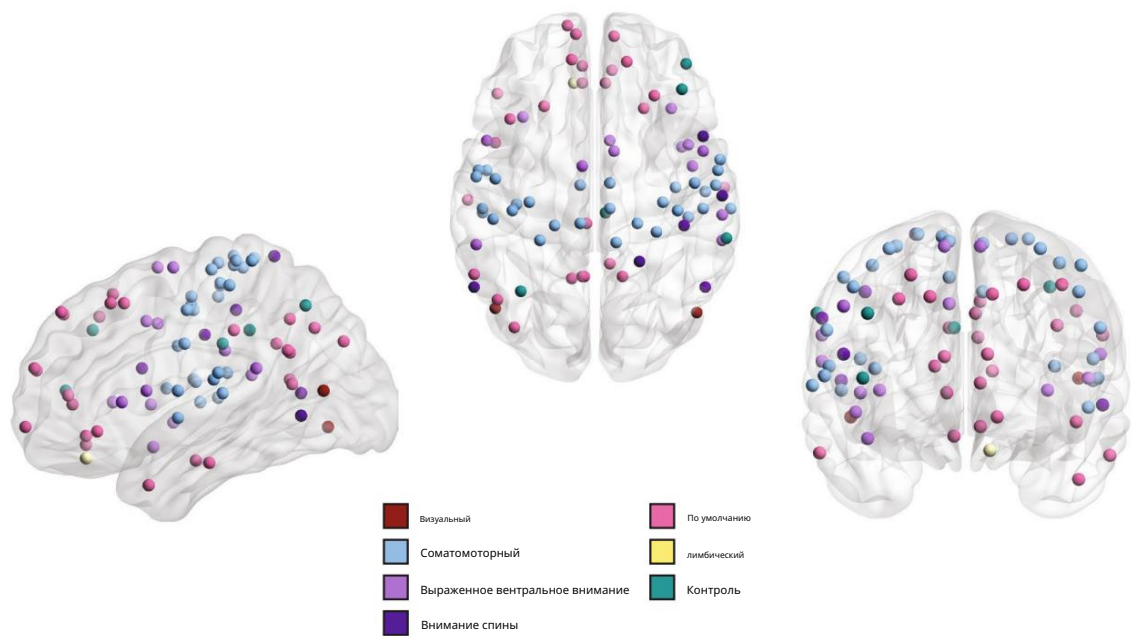 Визуальный
Соматомоторный
Выраженное вентральное внимание
Внимание спины
По умолчанию
лимбический
Контроль